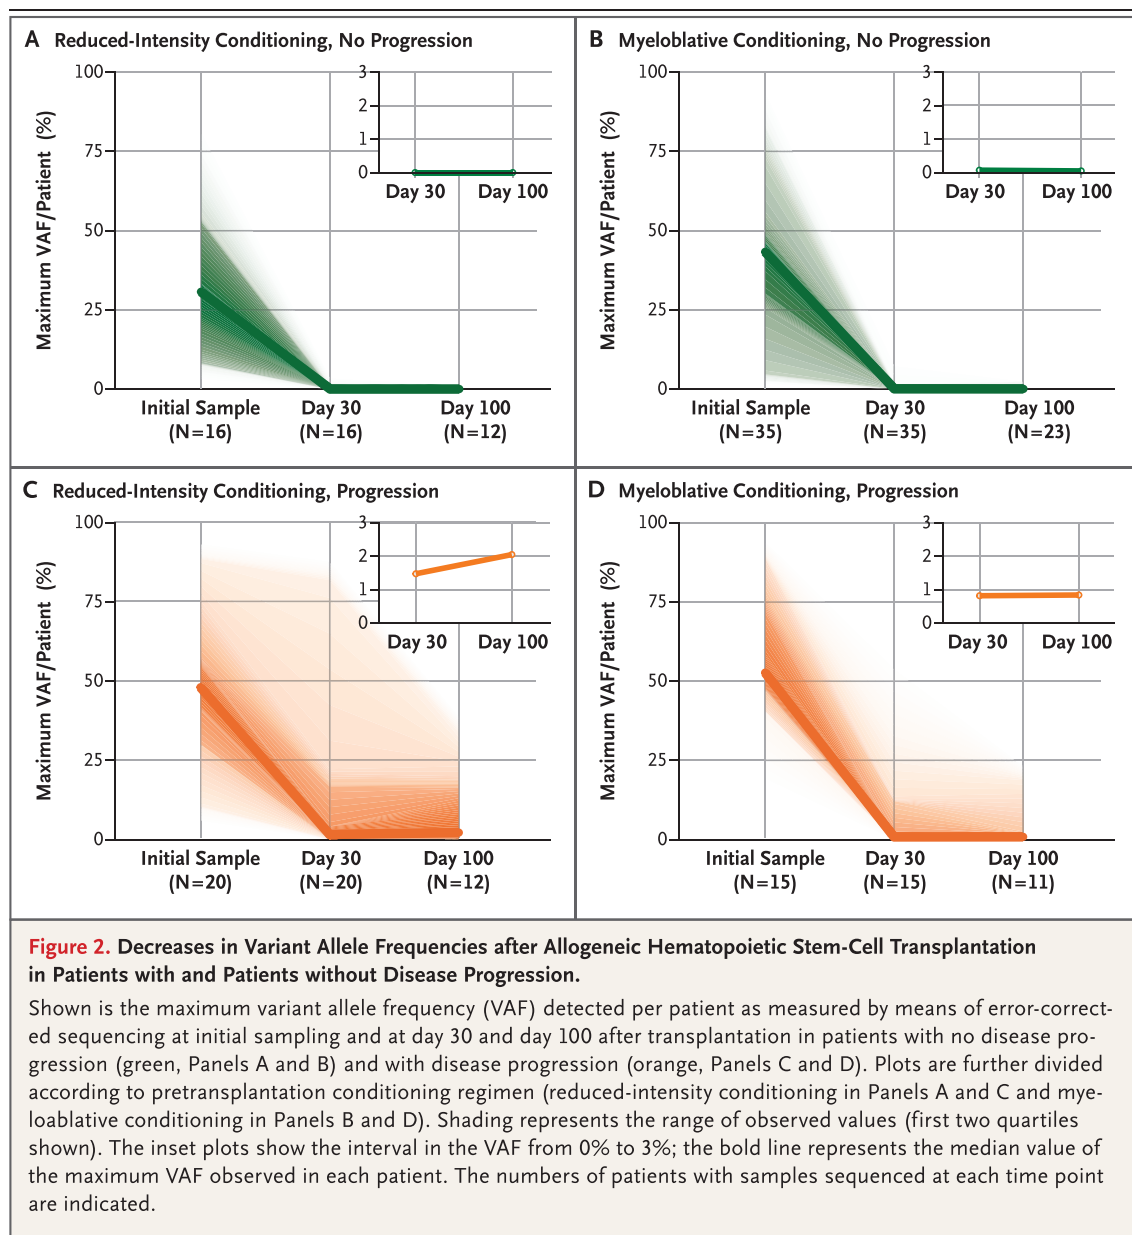 A Reduced-Intensity Conditioning, No Progression
Maximum VAF/Patient (%)
100
75
50
25
0
3
2
1
0
Day 30 Day 100
Initial Sample Day 30 Day 100
(N=16) (N=16) (N=12)
B Myeloblative Conditioning, No Progression
Maximum VAF/Patient (%)
100
75
50
25
0
3
2
1
0
Day 30 Day 100
Initial Sample Day 30 Day 100
(N=35) (N=35) (N=23)
C Reduced-Intensity Conditioning, Progression
Maximum VAF/Patient (%)
100
75
50
25
0
3
2
1
0
Day 30 Day 100
Initial Sample Day 30 Day 100
(N=20) (N=20) (N=12)
D Myeloblative Conditioning, Progression
Maximum VAF/Patient (%)
100
75
50
25
0
3
2
1
0
Day 30 Day 100
Initial Sample Day 30 Day 100
(N=15) (N=15) (N=11)
Figure 2. Decreases in Variant Allele Frequencies after Allogeneic Hematopoietic Stem-Cell Transplantation
in Patients with and Patients without Disease Progression.
Shown is the maximum variant allele frequency (VAF) detected per patient as measured by means of error-correct-
ed sequencing at initial sampling and at day 30 and day 100 after transplantation in patients with no disease pro-
gression (green, Panels A and B) and with disease progression (orange, Panels C and D). Plots are further divided
according to pretransplantation conditioning regimen (reduced-intensity conditioning in Panels A and C and mye-
loablative conditioning in Panels B and D). Shading represents the range of observed values (first two quartiles
shown). The inset plots show the interval in the VAF from 0% to 3%; the bold line represents the median value of
the maximum VAF observed in each patient. The numbers of patients with samples sequenced at each time point
are indicated.